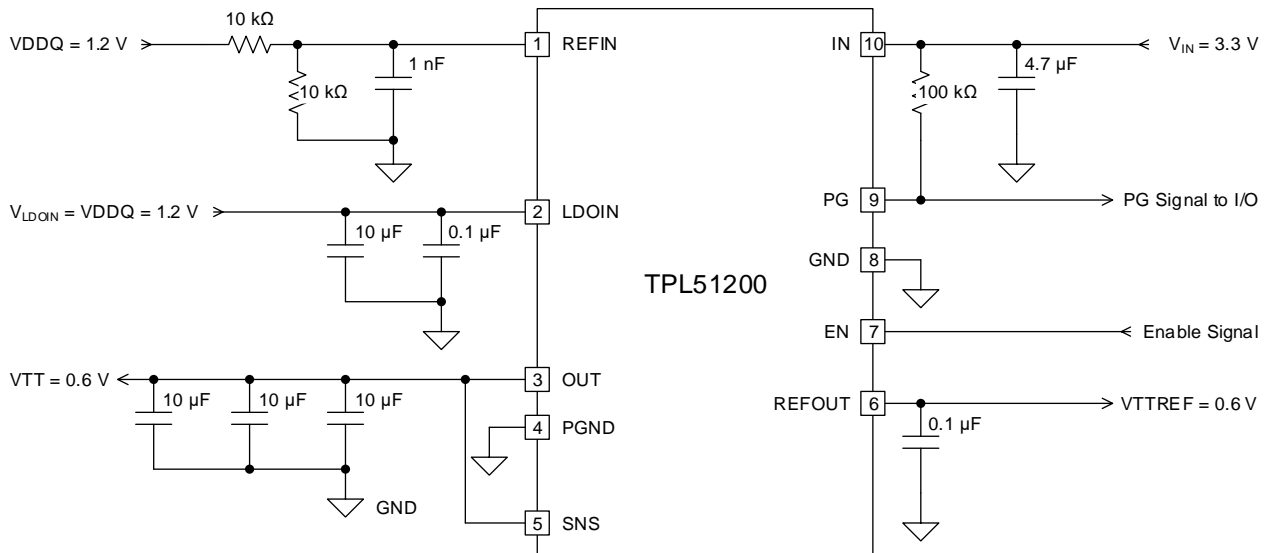 10 kΩ
VDDQ = 1.2 V
1
REFIN
10 kΩ
1 nF
VLDOIN = VDDQ = 1.2 V
2
LDOIN
10 µF
0.1 µF
VTT = 0.6 V
3
OUT
10 µF
10 µF
10 µF
4
PGND
GND
5
SNS
TPL51200
IN
10
VIN = 3.3 V
100 kΩ
4.7 µF
PG
9
PG Signal to I/O
GND
8
EN
7
Enable Signal
REFOUT
6
VTTREF = 0.6 V
0.1 µF